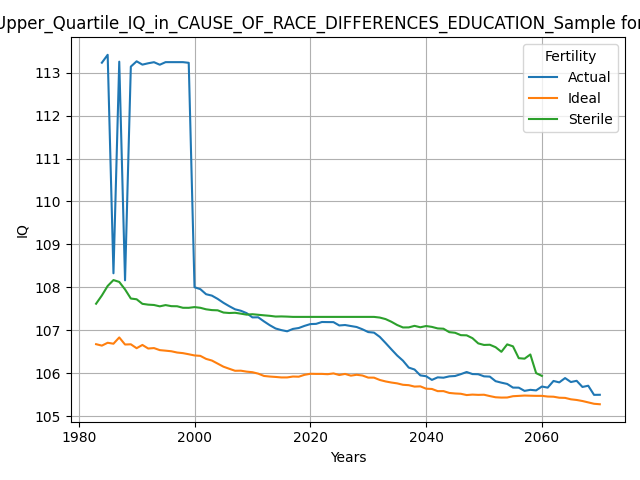 Upper_Quartile_IQ_in_CAUSE_OF_RACE_DIFFERENCES_EDUCATION_Sample for
Fertility
Actual
Ideal
Sterile
113
112
111
110
109
108
107
106
105
IQ
1980
2000
2020
2040
2060
Years